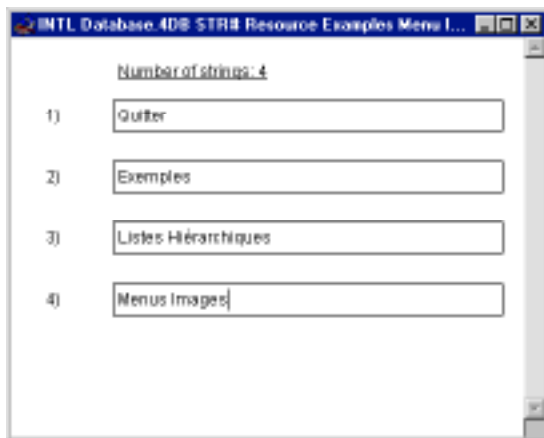 INTL Database.4DB STR# Resource Examples Menu I...
Number of strings: 4
1) Quitter
2) Exemples
3) Listes Hiérarchiques
4) Menus Images